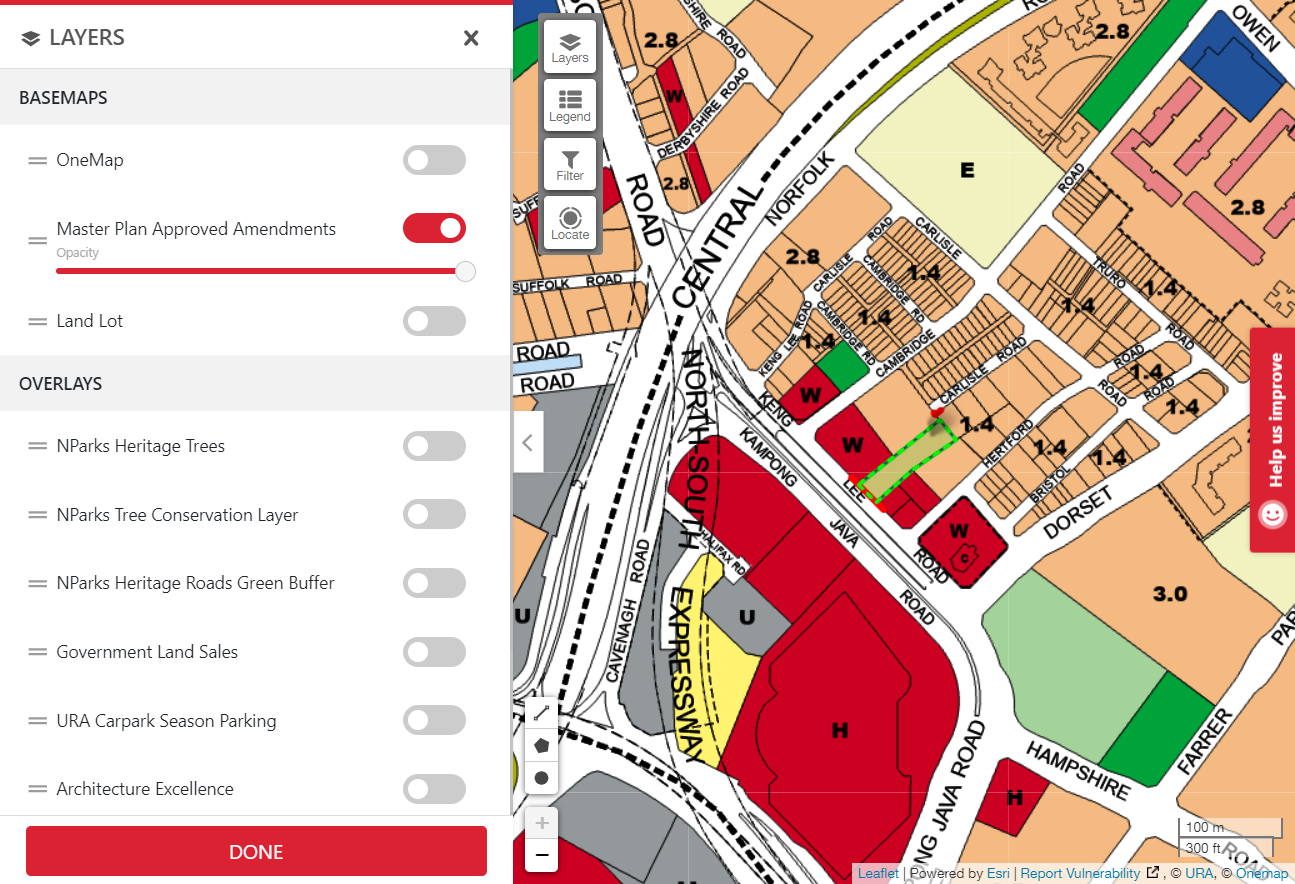 LAYERS
BASEMAPS
OneMap
Master Plan Approved Amendments
Opacity
Land Lot
OVERLAYS
NParks Heritage Trees
NParks Tree Conservation Layer
NParks Heritage Roads Green Buffer
Government Land Sales
URA Carpark Season Parking
Architecture Excellence
DONE
Layers
Legend
Filter
Locate
ROAD
2.8
W
DERBYSHIRE ROAD
2.8
ROAD
CENTRAL
NORFOLK
2.8
OWEN
E
ROAD
2.8
SUFFOLK ROAD
ROAD
ROAD
2.8
CARLISLE
ROAD
CARLISLE
CAMBRIDGE RD
1.4
1.4
CAMBRIDGE RD
KENG LEE ROAD
1.4
CAMBRIDGE
TRURO
1.4
1.4
ROAD
ROAD
1.4
ROAD
ROAD
1.4
CARLISLE ROAD
1.4
HERTFORD
1.4
BRISTOL
1.4
DORSET
W
W
KENG
LEE
ROAD
W
C
KAMPONG
JAVA
ROAD
NORTH-SOUTH
EXPRESSWAY
HALIFAX RD
CAVENAGH ROAD
U
U
H
3.0
HAMPSHIRE
FARRER
H
ONG JAVA ROAD
ROAD
Help us improve
+
−
100 m
300 ft
Leaflet | Powered by Esri | Report Vulnerability , © URA, © Onemap